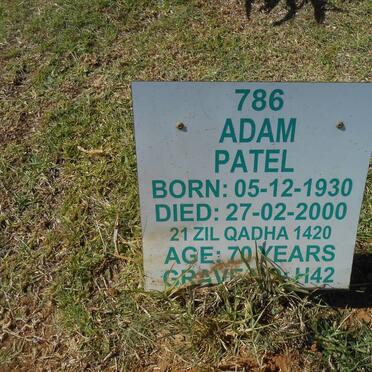 786
ADAM
PATEL
BORN: 05-12-1930
DIED: 27-02-2000
21 ZIL QADHA 1420
AGE: 70 YEARS
GRAVE H42